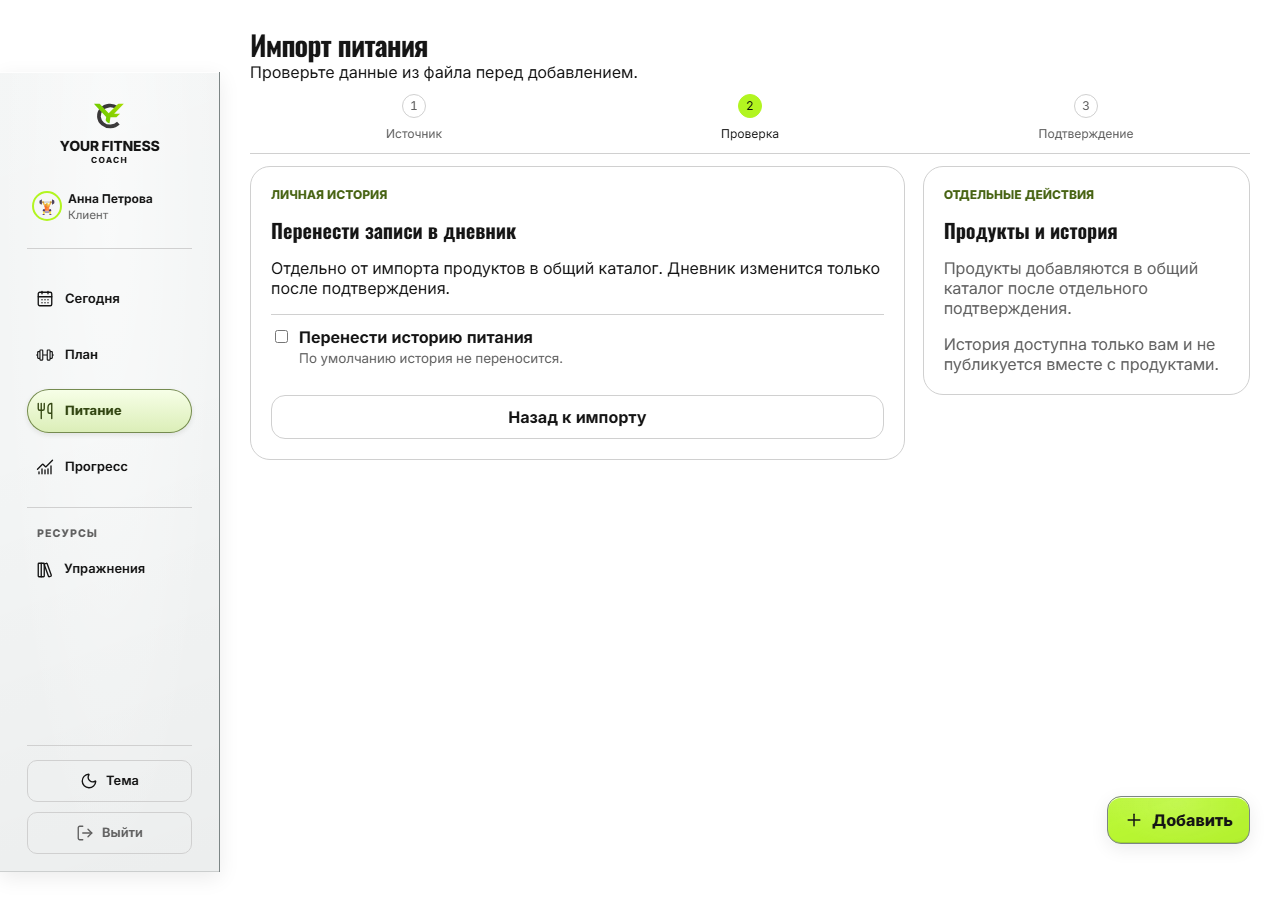 YOUR FITNESS
COACH
Анна Петрова
Клиент
Сегодня
План
Питание
Прогресс
РЕСУРСЫ
Упражнения
Тема
Выйти
Импорт питания
Проверьте данные из файла перед добавлением.
1
Источник
2
Проверка
3
Подтверждение
ЛИЧНАЯ ИСТОРИЯ
Перенести записи в дневник
Отдельно от импорта продуктов в общий каталог. Дневник изменится только
после подтверждения.
Перенести историю питания
По умолчанию история не переносится.
Назад к импорту
ОТДЕЛЬНЫЕ ДЕЙСТВИЯ
Продукты и история
Продукты добавляются в общий
каталог после отдельного
подтверждения.
История доступна только вам и не
публикуется вместе с продуктами.
Добавить